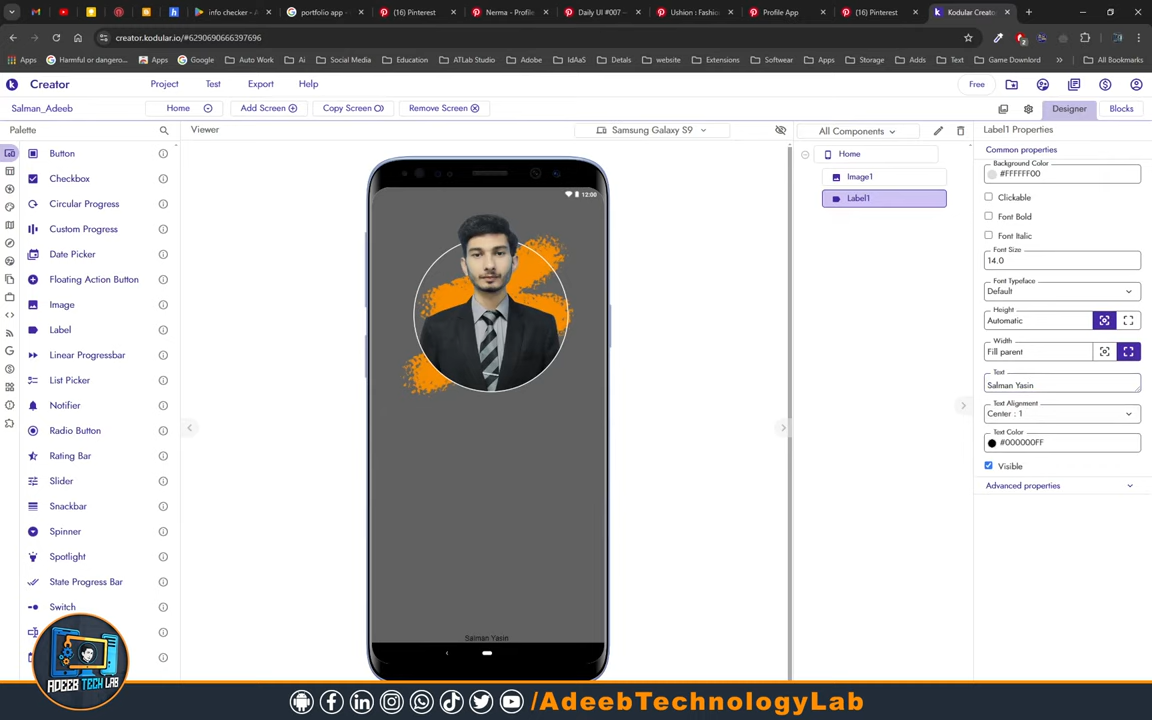 info checker - A
portfolio app -
(16) Pinterest
Nerma - Profile
Daily UI #007 -
Ushion : Fashion
Profile App
(16) Pinterest
Kodular Creator
creator.kodular.io/#6290690666397696
Apps
Harmful or dangero...
Apps
Google
Auto Work
Ai
Social Media
Education
ATLab Studio
Adobe
IdAaS
Details
website
Extensions
Softwear
Apps
Storage
Adds
Text
Game Downlord
All Bookmarks
Creator
Project
Test
Export
Help
Free
Salman_Adeeb
Home
Add Screen
Copy Screen
Remove Screen
Designer
Blocks
Palette
Viewer
Samsung Galaxy S9
All Components
Label1 Properties
Button
Checkbox
Circular Progress
Custom Progress
Date Picker
Floating Action Button
Image
Label
Linear Progressbar
List Picker
Notifier
Radio Button
Rating Bar
Slider
Snackbar
Spinner
Spotlight
State Progress Bar
Switch
12:00
Salman Yasin
Home
Image1
Label1
Common properties
Background Color
#FFFFFF00
Clickable
Font Bold
Font Italic
Font Size
14.0
Font Typeface
Default
Height
Automatic
Width
Fill parent
Text
Salman Yasin
Text Alignment
Center : 1
Text Color
#000000FF
Visible
Advanced properties
ADEEB TECH LAB
/AdeebTechnologyLab